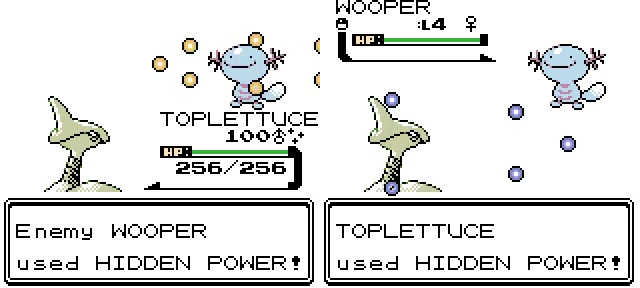 TOPLETTUCE
100♂
HP
256/256
Enemy WOOPER
used HIDDEN POWER!
WOOPER
:L4 ♀
HP
TOPLETTUCE
used HIDDEN POWER!